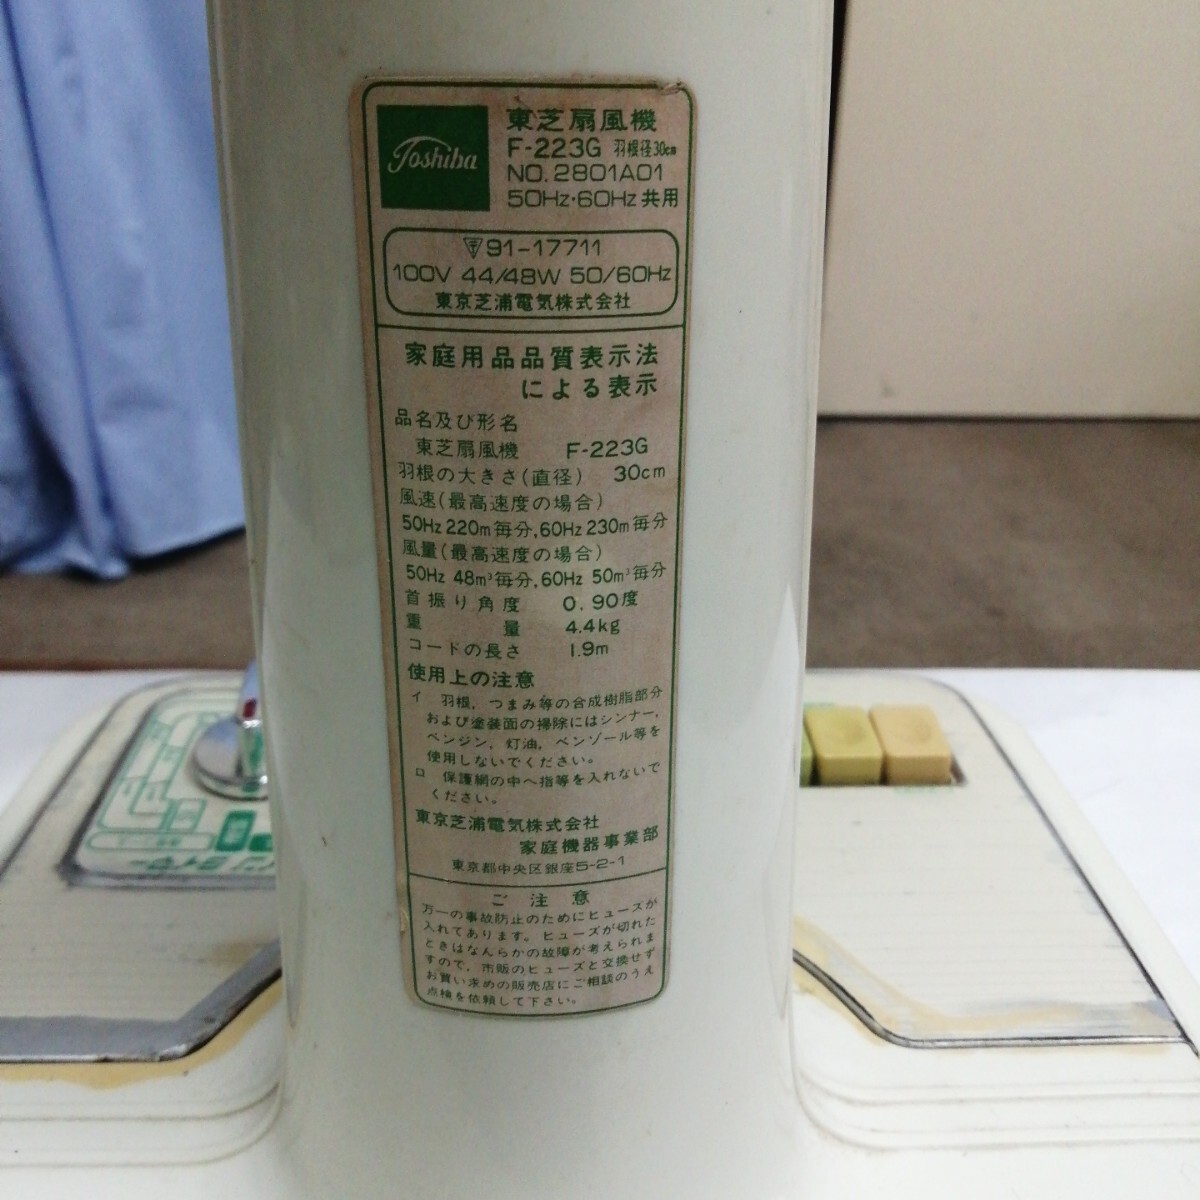 Toshiba
東芝扇風機
F-223G 羽根径30cm
NO.2801A01
50Hz･60Hz共用
91-17711
100V 44/48W 50/60Hz
東京芝浦電気株式会社
家庭用品品質表示法
による表示
品名及び形名
東芝扇風機 F-223G
羽根の大きさ(直径) 30cm
風速(最高速度の場合)
50Hz 220m毎分,60Hz 230m毎分
風量(最高速度の場合)
50Hz 48m³毎分,60Hz 50m³毎分
首振り角度 0.90度
重量 4.4kg
コードの長さ 1.9m
使用上の注意
イ 羽根,つまみ等の合成樹脂部分
および塗装面の掃除にはシンナー,
ベンジン,灯油,ベンゾール等を
使用しないでください。
ロ 保護網の中へ指等を入れないで
ください。
東京芝浦電気株式会社
家庭機器事業部
東京都中央区銀座5-2-1
ご注意
万一の事故防止のためにヒューズが
入れてあります。ヒューズが切れた
ときはなんらかの故障が考えられま
すので,市販のヒューズと交換せず
お買い求めの販売店にご相談のうえ
点検を依頼して下さい。